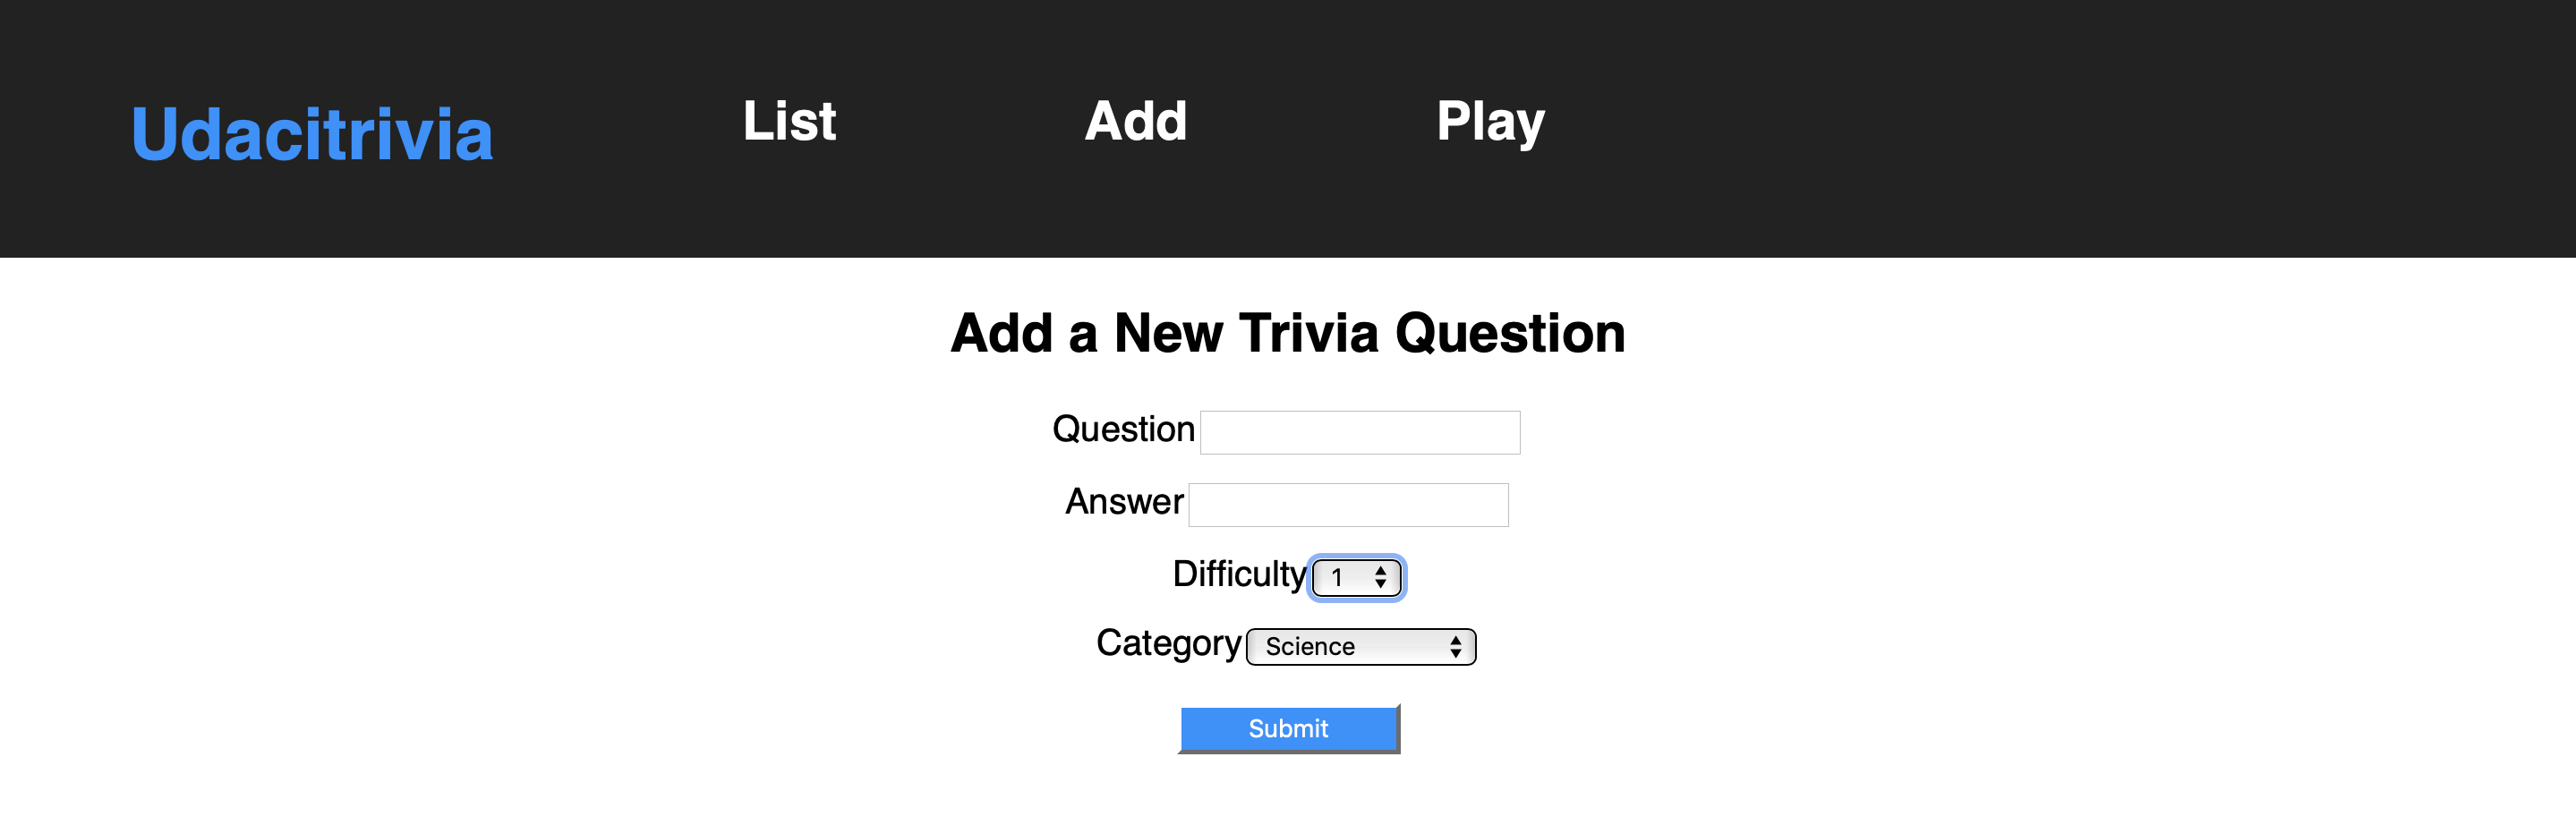 Udacitrivia List Add Play
Add a New Trivia Question
Question
Answer
Difficulty 1
Category Science
Submit